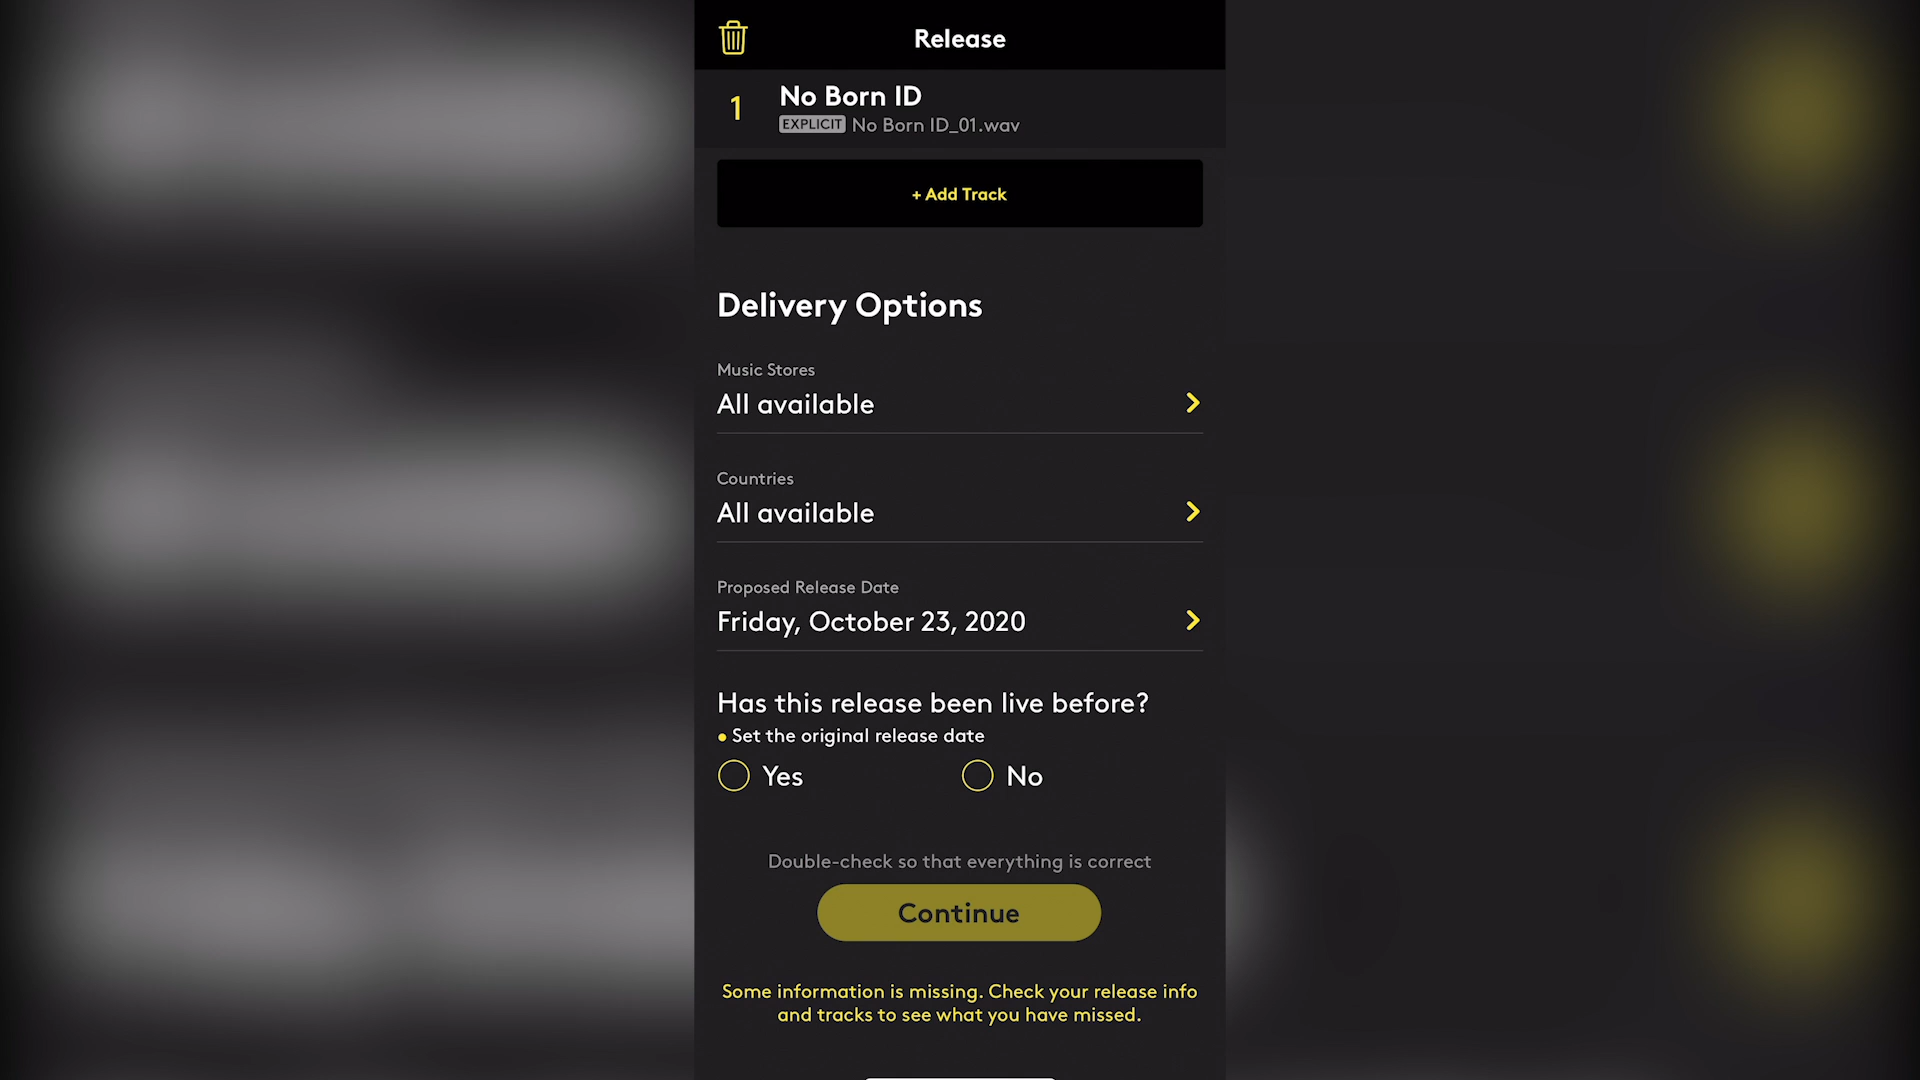 Release
1
No Born ID
EXPLICIT No Born ID_01.wav
+ Add Track
Delivery Options
Music Stores
All available
Countries
All available
Proposed Release Date
Friday, October 23, 2020
Has this release been live before?
• Set the original release date
Yes
No
Double-check so that everything is correct
Continue
Some information is missing. Check your release info
and tracks to see what you have missed.